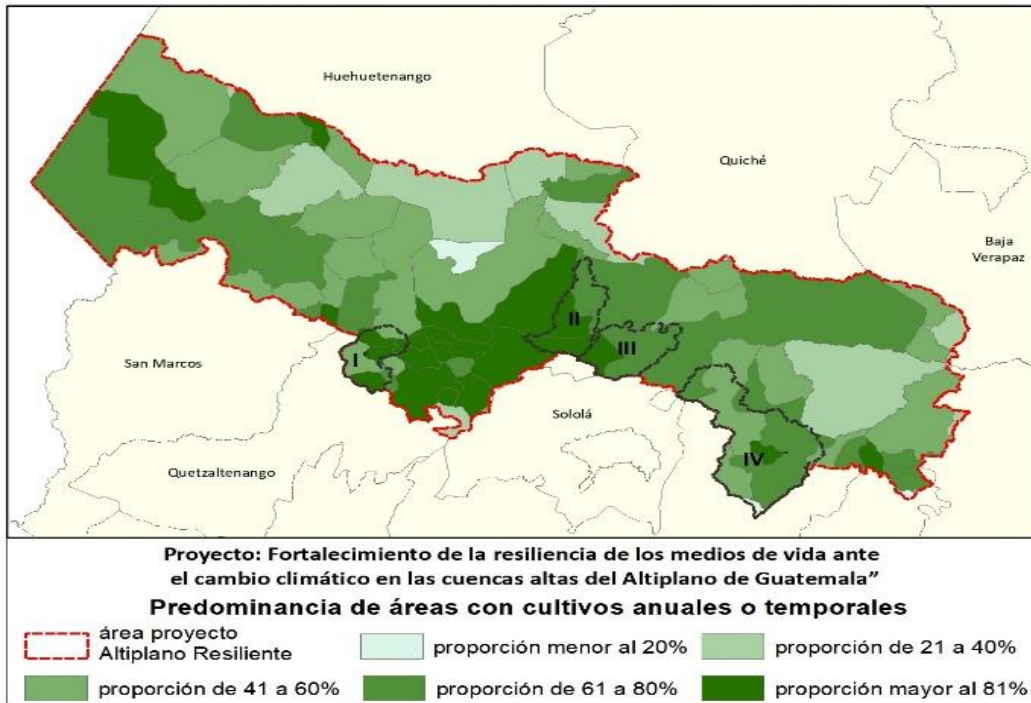 Huehuetenango
Quiché
Baja
Verapaz
San Marcos
I
II
III
Sololá
Quetzaltenango
IV
Proyecto: Fortalecimiento de la resiliencia de los medios de vida ante
el cambio climático en las cuencas altas del Altiplano de Guatemala”
Predominancia de áreas con cultivos anuales o temporales
área proyecto
Altiplano Resiliente
proporción menor al 20%
proporción de 21 a 40%
proporción de 41 a 60%
proporción de 61 a 80%
proporción mayor al 81%